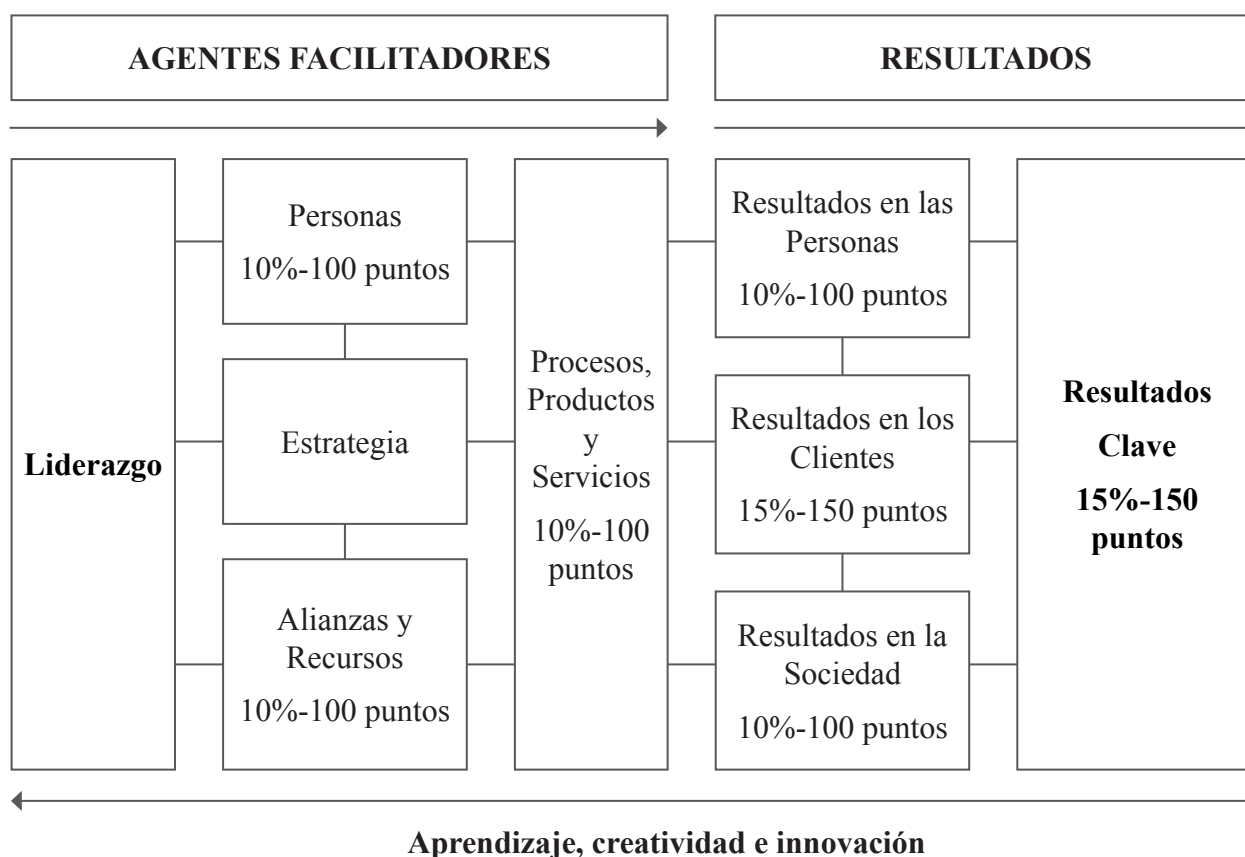 AGENTES FACILITADORES
RESULTADOS
Liderazgo
Personas
10%-100 puntos
Estrategia
Alianzas y
Recursos
10%-100 puntos
Procesos,
Productos
y
Servicios
10%-100
puntos
Resultados en las
Personas
10%-100 puntos
Resultados en los
Clientes
15%-150 puntos
Resultados en la
Sociedad
10%-100 puntos
Resultados
Clave
15%-150
puntos
Aprendizaje, creatividad e innovación